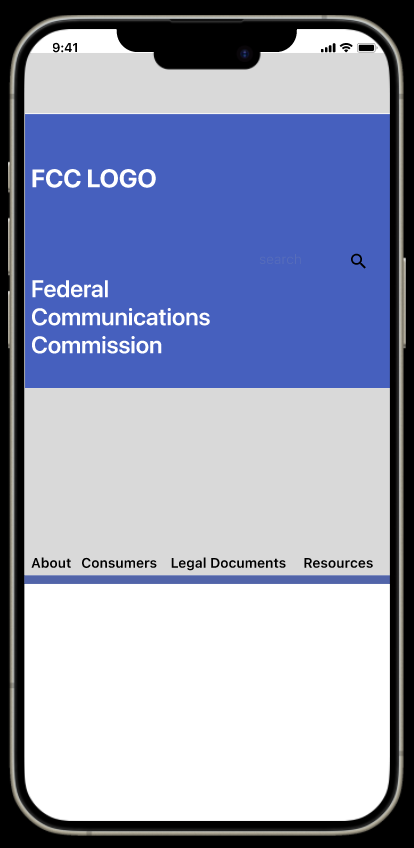 9:41
FCC LOGO
search
Federal
Communications
Commission
About Consumers Legal Documents Resources